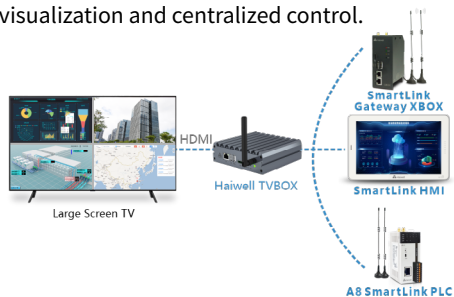 visualization and centralized control.
SmartLink
Gateway XBOX
HDMI
Haiwell TVBOX
SmartLink HMI
Large Screen TV
A8 SmartLink PLC